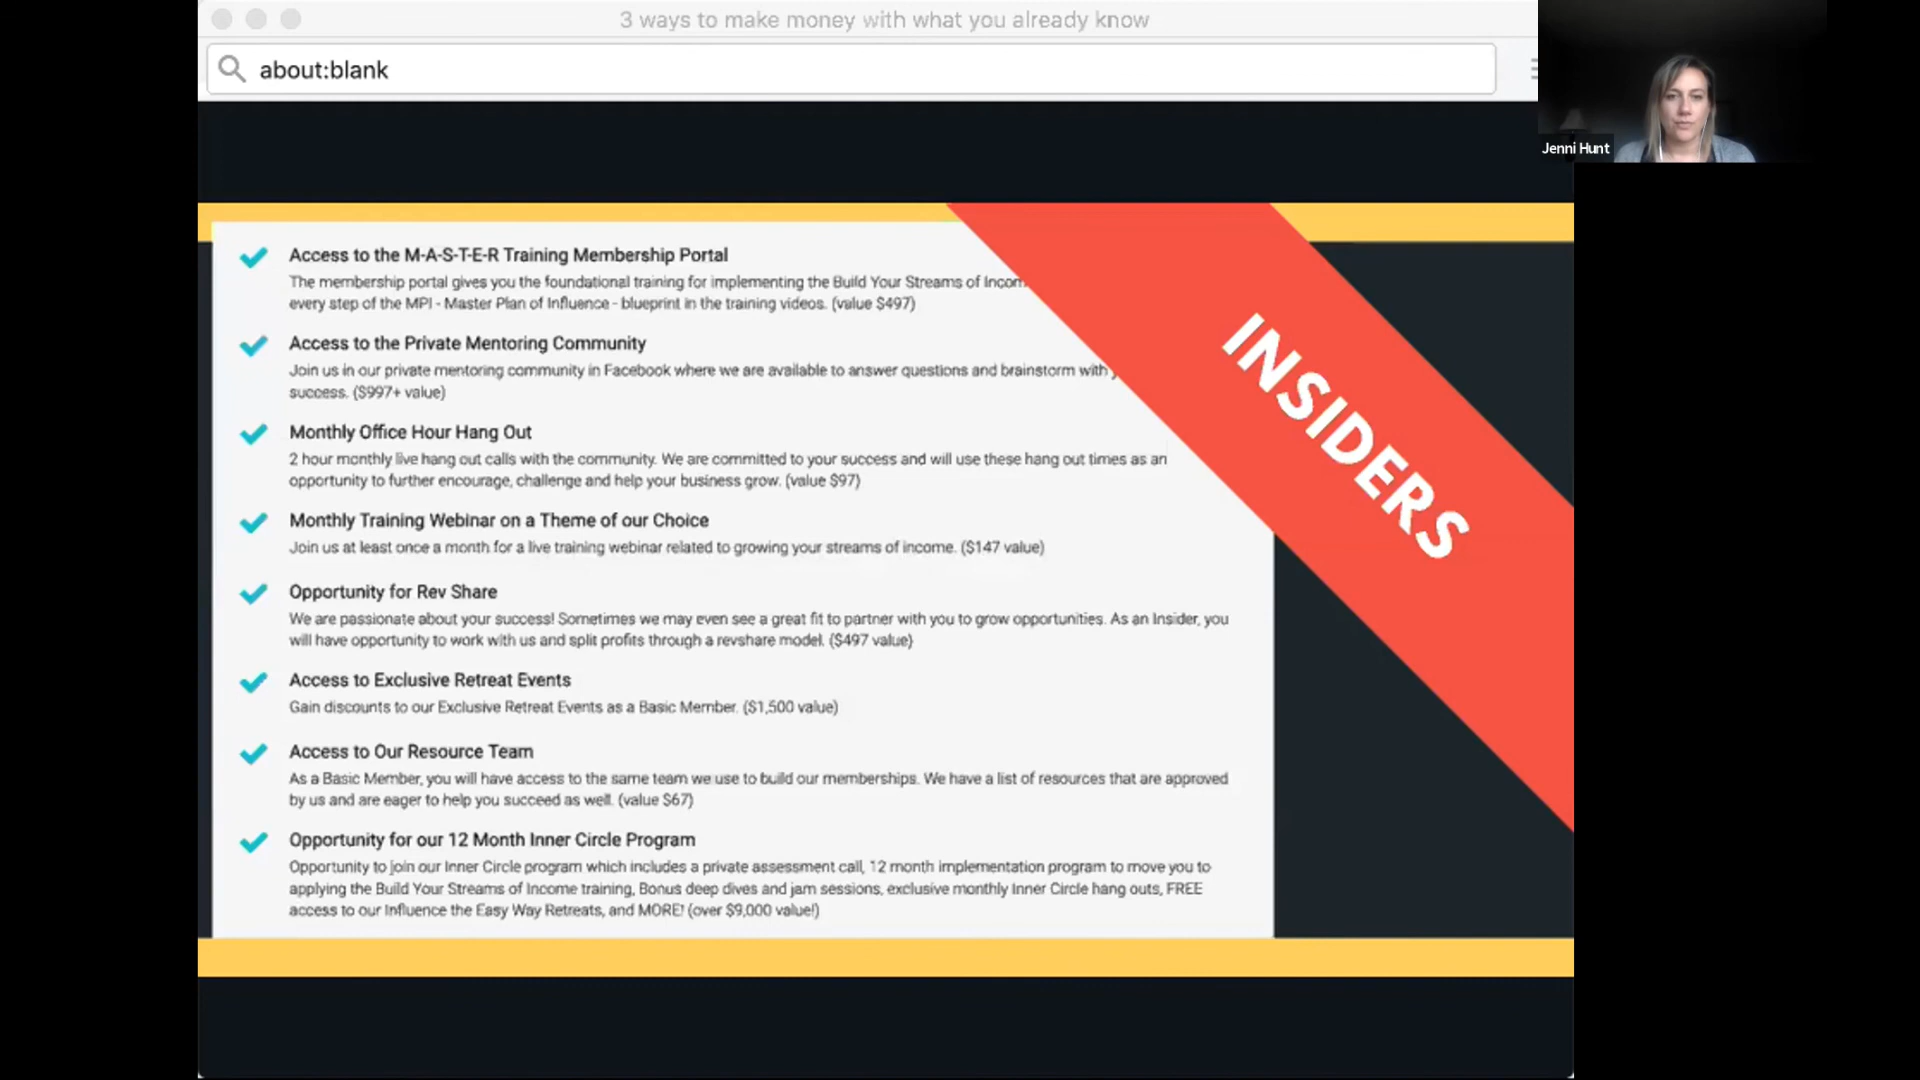 3 ways to make money with what you already know
about:blank
Jenni Hunt
Access to the M-A-S-T-E-R Training Membership Portal
The membership portal gives you the foundational training for implementing the Build Your Streams of
every step of the MPI - Master Plan of Influence - blueprint in the training videos. (value $497)
Access to the Private Mentoring Community
Join us in our private mentoring community in Facebook where we are available to answer questions and brainstorm with
success. ($997+ value)
Monthly Office Hour Hang Out
2 hour monthly live hang out calls with the community. We are committed to your success and will use these hang out times as an
opportunity to further encourage, challenge and help your business grow. (value $97)
Monthly Training Webinar on a Theme of our Choice
Join us at least once a month for a live training webinar related to growing your streams of income. ($147 value)
Opportunity for Rev Share
We are passionate about your success! Sometimes we may even see a great fit to partner with you to grow opportunities. As an Insider, you
will have opportunity to work with us and split profits through a revshare model. ($497 value)
Access to Exclusive Retreat Events
Gain discounts to our Exclusive Retreat Events as a Basic Member. ($1,500 value)
Access to Our Resource Team
As a Basic Member, you will have access to the same team we use to build our memberships. We have a list of resources that are approved
by us and are eager to help you succeed as well. (value $67)
Opportunity for our 12 Month Inner Circle Program
Opportunity to join our Inner Circle program which includes a private assessment call, 12 month implementation program to move you to
applying the Build Your Streams of Income training, Bonus deep dives and jam sessions, exclusive monthly Inner Circle hang outs, FREE
access to our Influence the Easy Way Retreats, and MORE! (over $9,000 value!)
INSIDERS